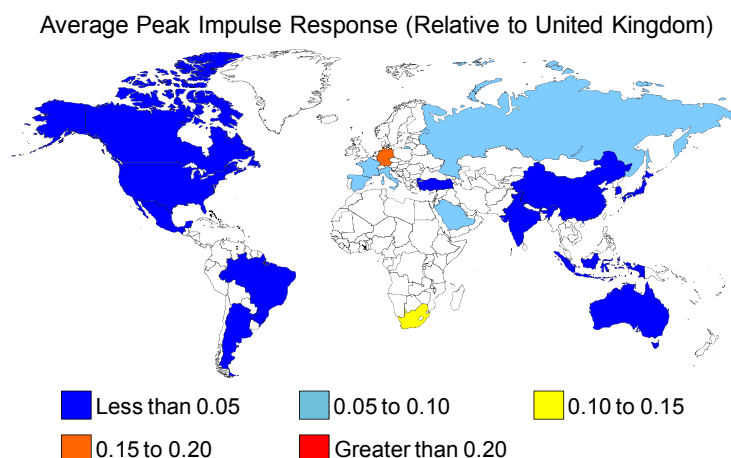 Average Peak Impulse Response (Relative to United Kingdom)
Less than 0.05
0.05 to 0.10
0.10 to 0.15
0.15 to 0.20
Greater than 0.20